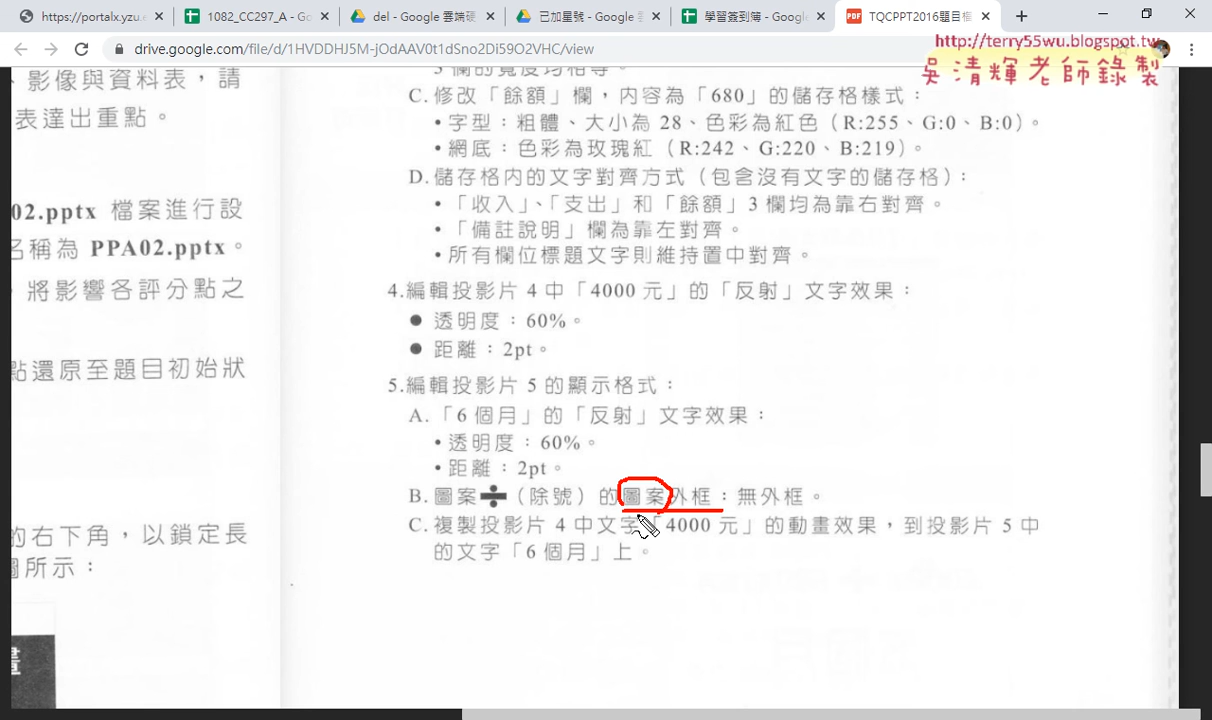 https://portalx.yzu.e
1082_CC297_A - G
del - Google 雲端硬
已加星號 - Google 雲
學習簽到簿 - Google
TQCPPT2016題目
drive.google.com/file/d/1HVDDHJ5M-jOdAAV0t1dSno2Di59O2VHC/view
http://terry55wu.blogspot.tw
吳清輝老師錄製
、影像與資料表,請
表達出重點。
02.pptx 檔案進行設
名稱為 PPA02.pptx。
,將影響各評分點之
點還原至題目初始狀
的右下角,以鎖定長
圖所示:
3 欄的寬度均相等。
C. 修改「餘額」欄,內容為「680」的儲存格樣式:
•字型:粗體、大小為 28、色彩為紅色(R:255、G:0、B:0)。
•網底:色彩為玫瑰紅(R:242、G:220、B:219)。
D. 儲存格內的文字對齊方式(包含沒有文字的儲存格):
•「收入」、「支出」和「餘額」3 欄均為靠右對齊。
•「備註說明」欄為靠左對齊。
•所有欄位標題文字則維持置中對齊。
4.編輯投影片 4 中「4000 元」的「反射」文字效果:
● 透明度:60%。
● 距離:2pt。
5.編輯投影片 5 的顯示格式:
A.「6 個月」的「反射」文字效果:
•透明度:60%。
•距離:2pt。
B. 圖案➗(除號)的圖案外框:無外框。
C. 複製投影片 4 中文字「4000 元」的動畫效果,到投影片 5 中
的文字「6 個月」上。